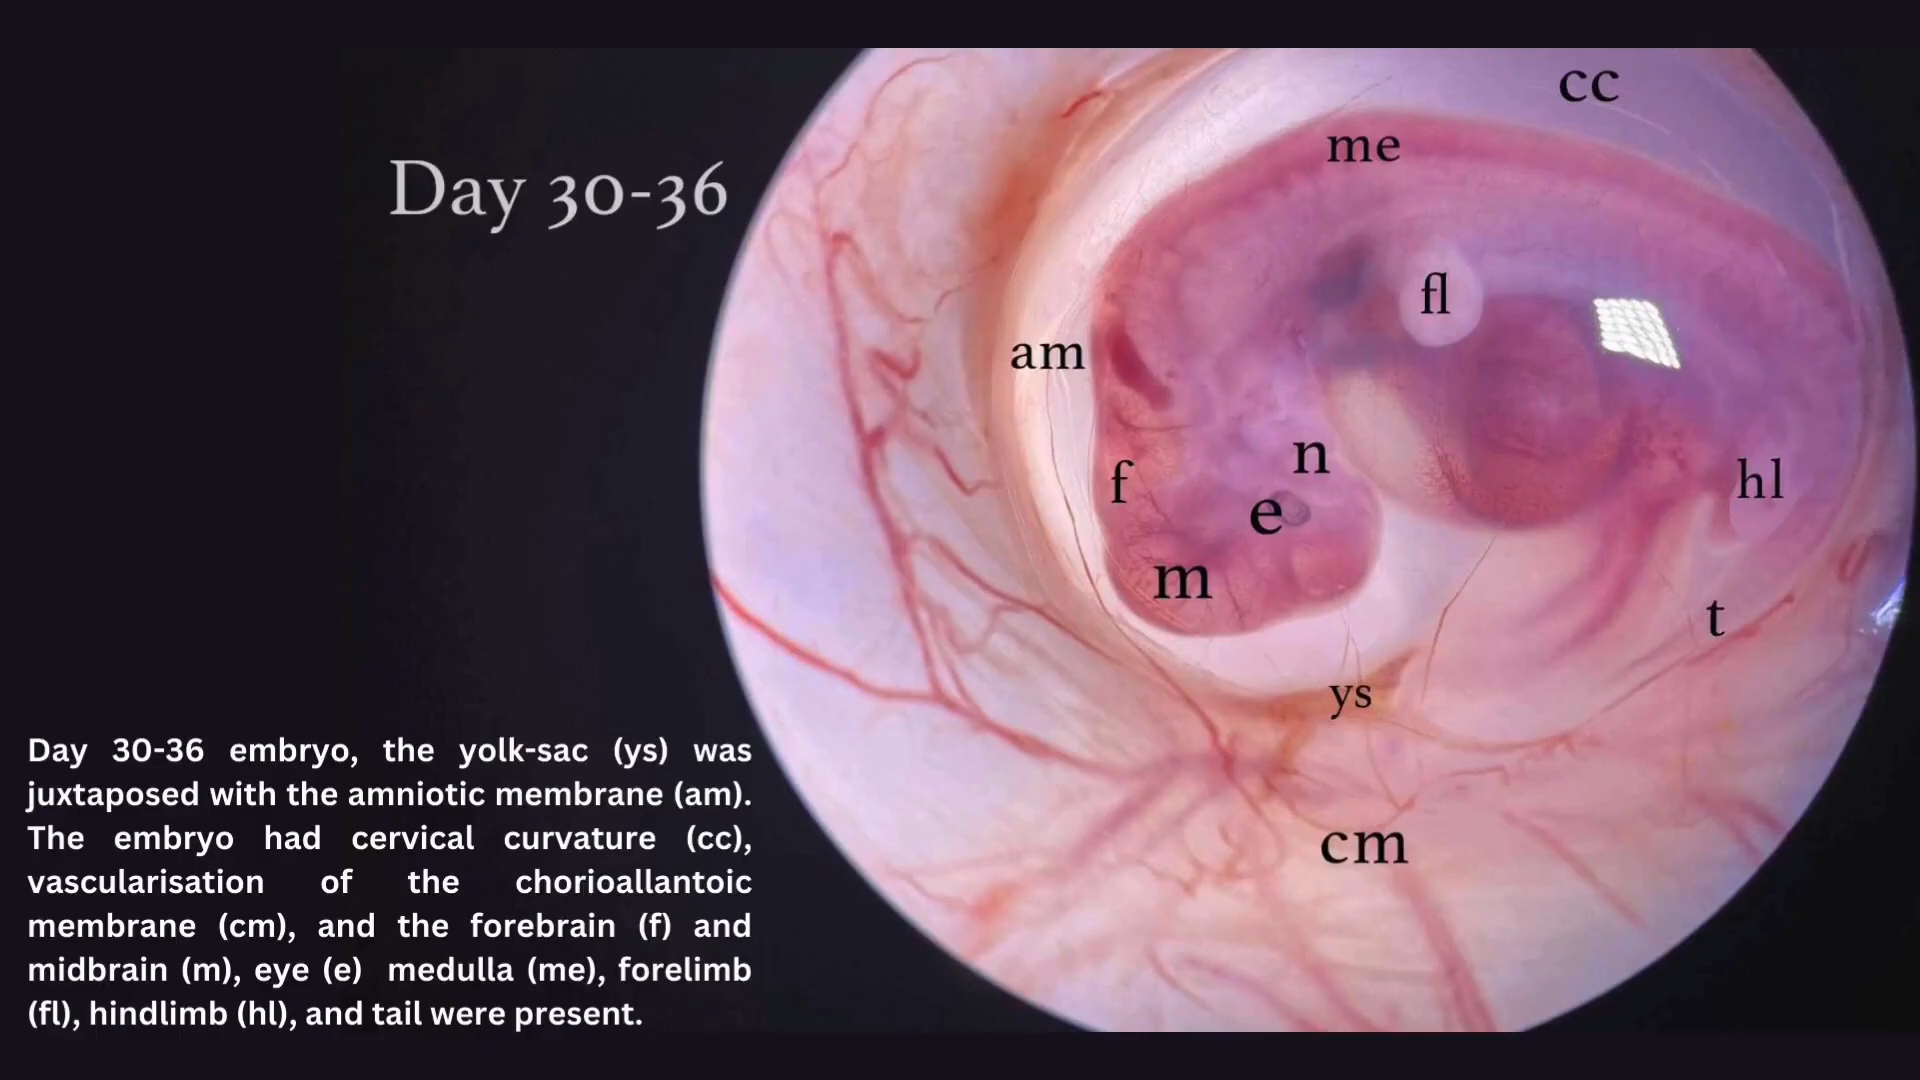 cc
me
Day 30-36
fl
am
n
f
hl
e
m
t
ys
Day 30-36 embryo, the yolk-sac (ys) was
juxtaposed with the amniotic membrane (am).
The embryo had cervical curvature (cc),
vascularisation of the chorioallantoic
membrane (cm), and the forebrain (f) and
midbrain (m), eye (e) medulla (me), forelimb
(fl), hindlimb (hl), and tail were present.
cm